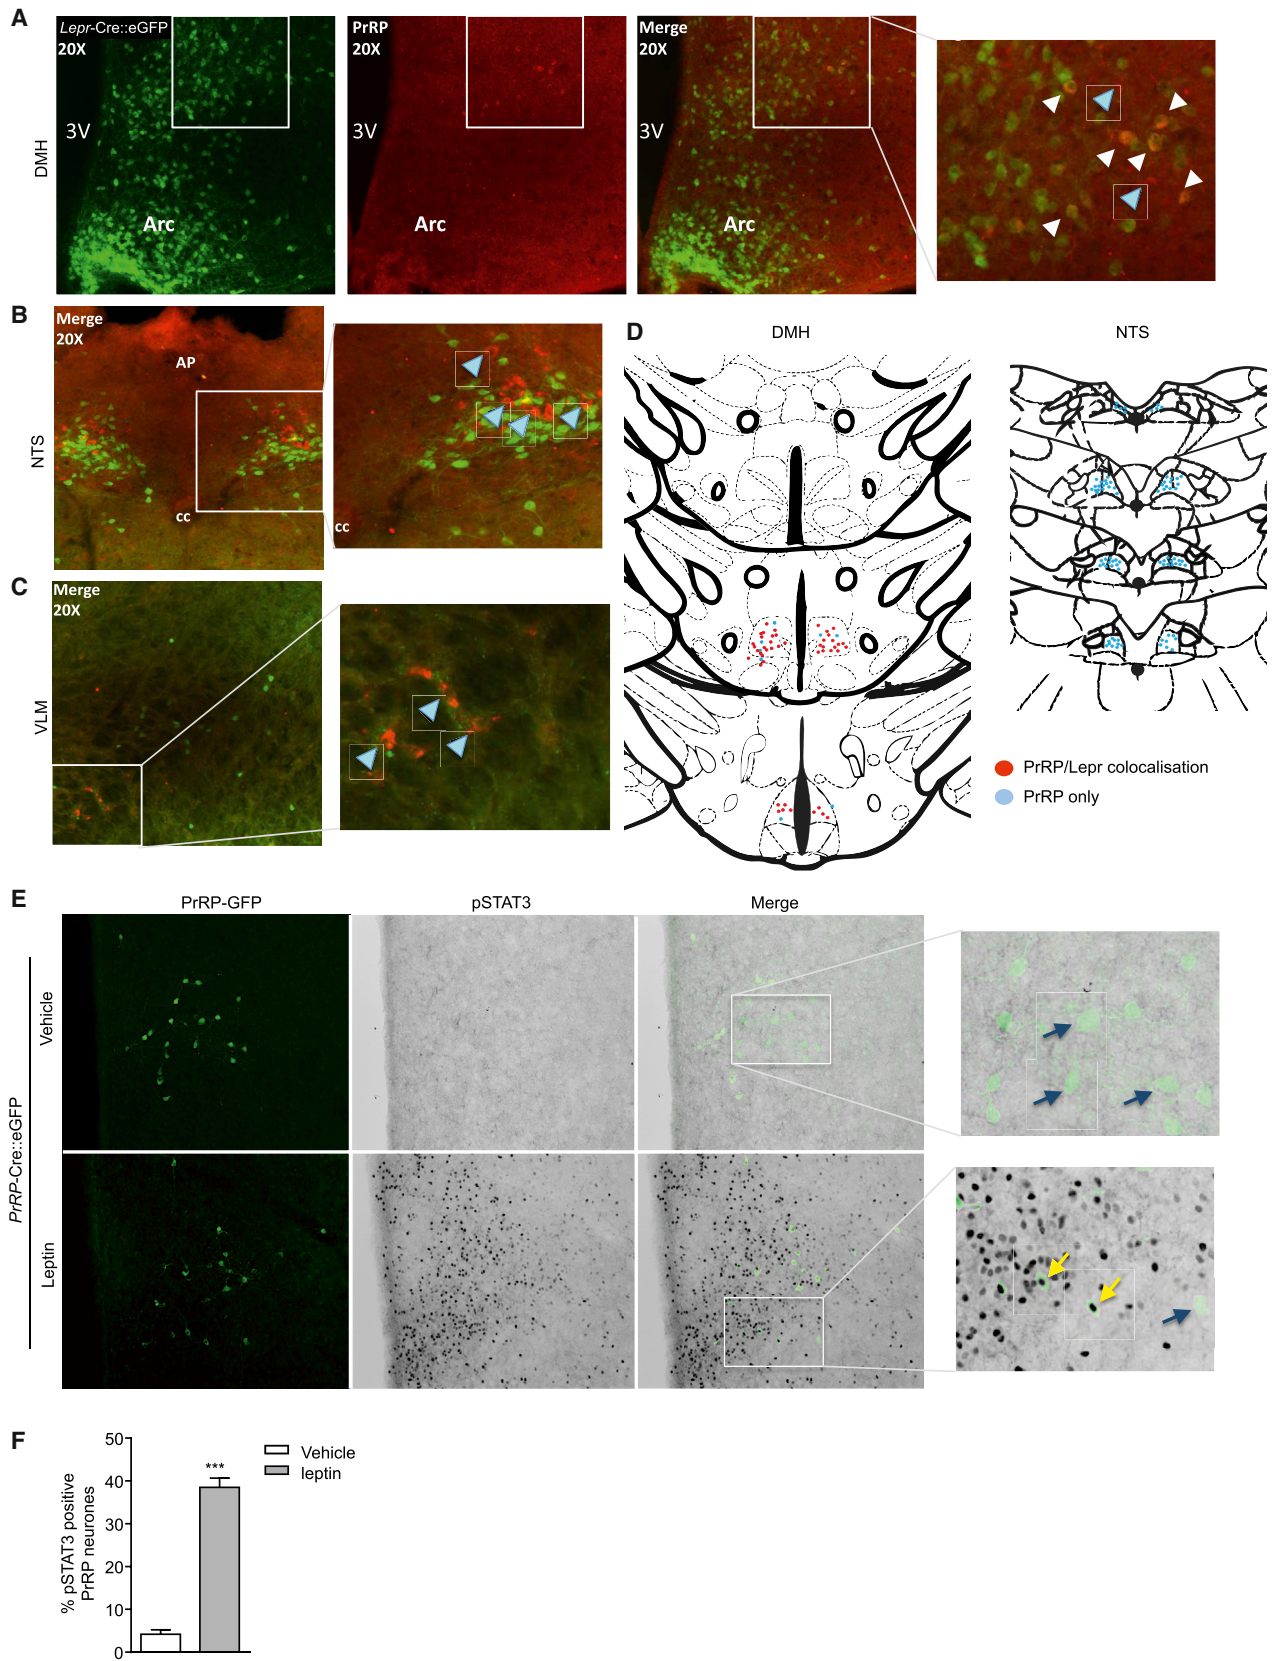 A
Lepr-Cre::eGFP
20X
3V
Arc
DMH
PrRP
20X
3V
Arc
Merge
20X
3V
Arc
B
Merge
20X
AP
cc
NTS
cc
C
Merge
20X
VLM
D
DMH
NTS
PrRP/Lepr colocalisation
PrRP only
E
PrRP-GFP
pSTAT3
Merge
Vehicle
Leptin
PrRP-Cre::eGFP
F
% pSTAT3 positive
PrRP neurones
50
40
30
20
10
0
***
Vehicle
leptin